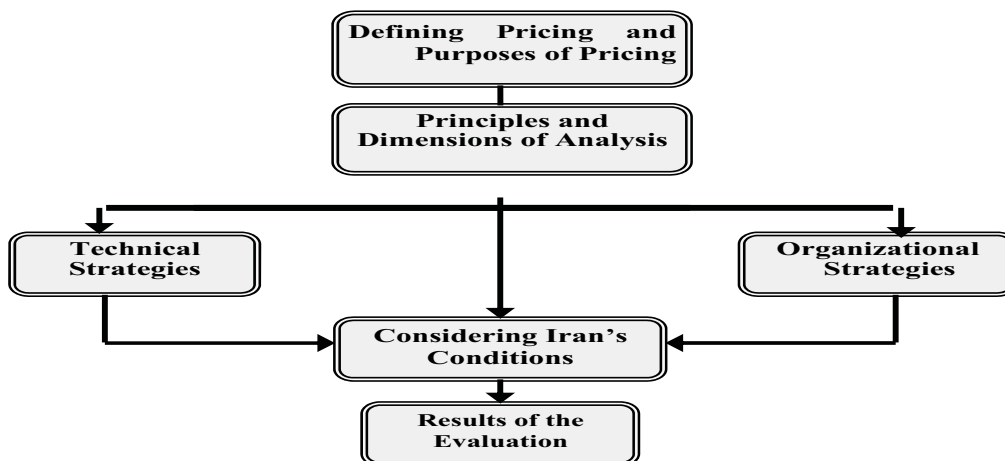 Defining Pricing and
Purposes of Pricing
Principles and
Dimensions of Analysis
Technical
Strategies
Organizational
Strategies
Considering Iran’s
Conditions
Results of the
Evaluation